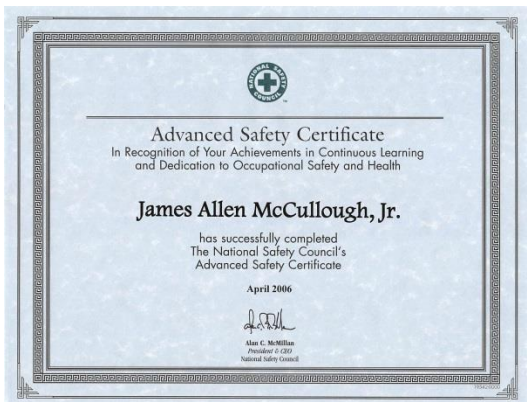 NATIONAL SAFETY COUNCIL
Advanced Safety Certificate
In Recognition of Your Achievements in Continuous Learning
and Dedication to Occupational Safety and Health
James Allen McCullough, Jr.
has successfully completed
The National Safety Council's
Advanced Safety Certificate
April 2006
Alan C. McMillan
President & CEO
National Safety Council